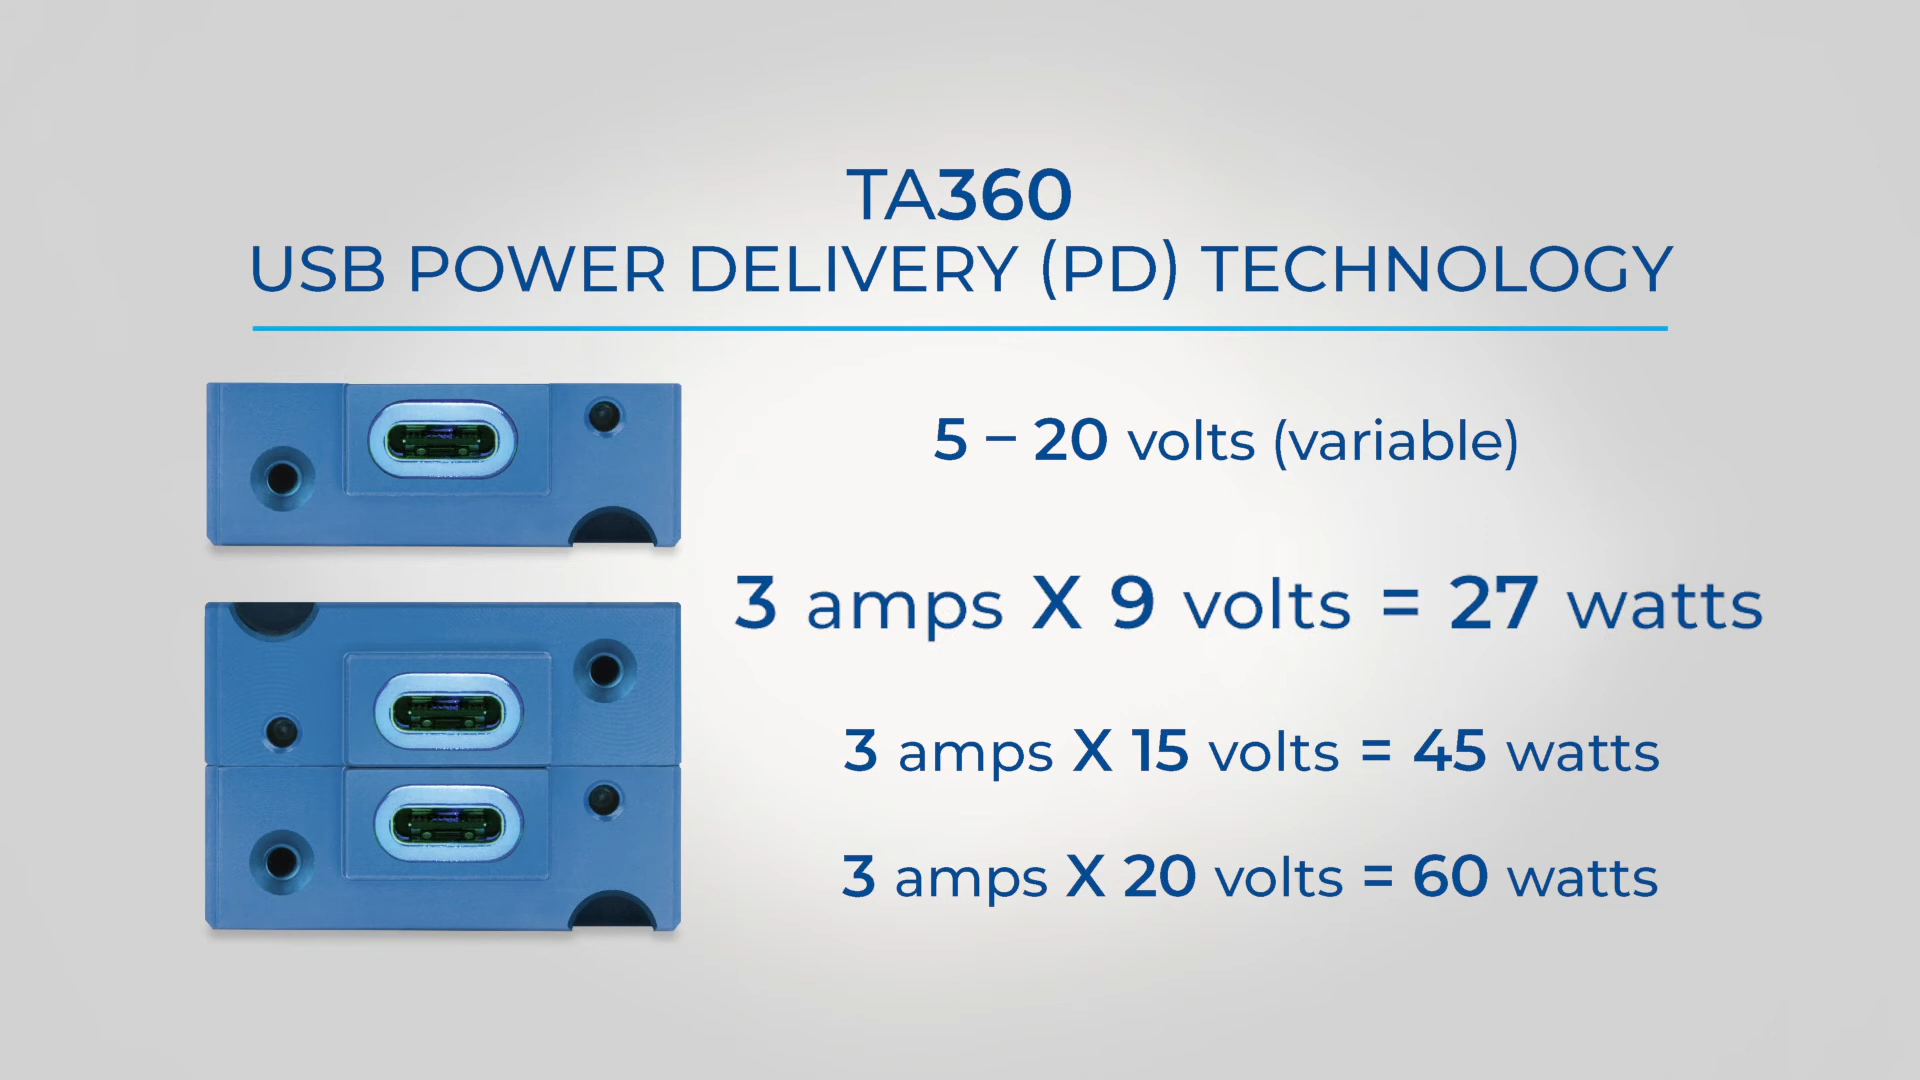 TA360
USB POWER DELIVERY (PD) TECHNOLOGY
5 – 20 volts (variable)
3 amps X 9 volts = 27 watts
3 amps X 15 volts = 45 watts
3 amps X 20 volts = 60 watts